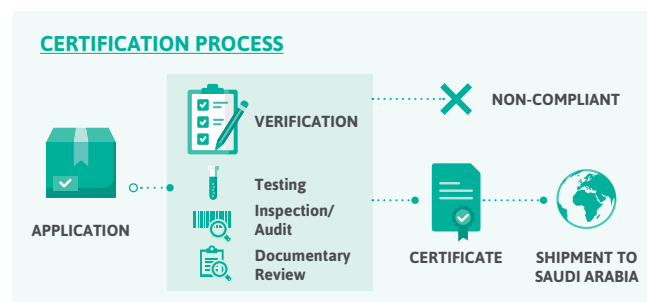 CERTIFICATION PROCESS
APPLICATION
VERIFICATION
Testing
Inspection/
Audit
Documentary
Review
NON-COMPLIANT
CERTIFICATE
SHIPMENT TO
SAUDI ARABIA